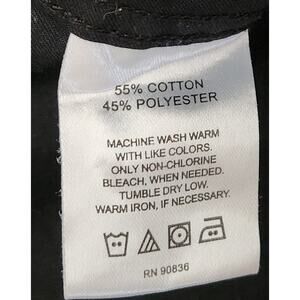 55% COTTON
45% POLYESTER
MACHINE WASH WARM
WITH LIKE COLORS.
ONLY NON-CHLORINE
BLEACH, WHEN NEEDED.
TUMBLE DRY LOW.
WARM IRON, IF NECESSARY.
RN 90836